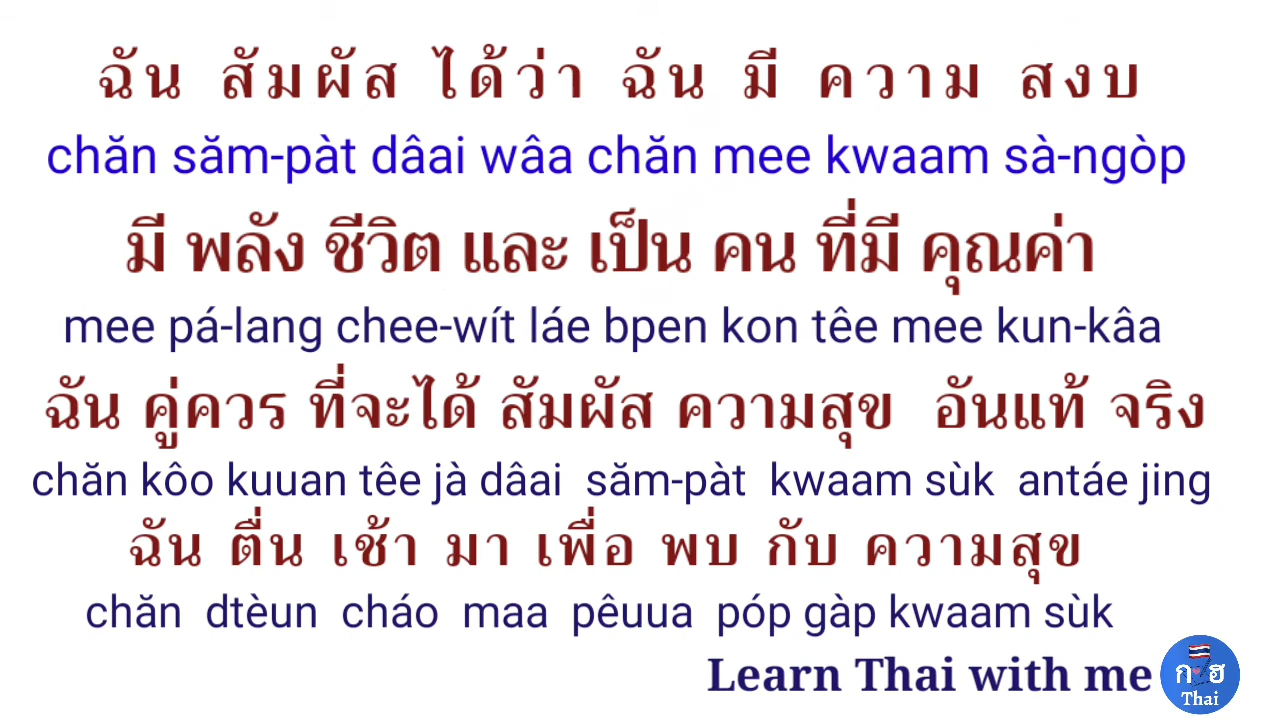 ฉัน สัมผัส ได้ว่า ฉัน มี ความ สงบ
chăn săm-pàt dâai wâa chăn mee kwaam sà-ngòp
มี พลัง ชีวิต และ เป็น คน ที่มี คุณค่า
mee pá-lang chee-wít láe bpen kon têe mee kun-kâa
ฉัน คู่ควร ที่จะได้ สัมผัส ความสุข อันแท้ จริง
chăn kôo kuuan têe jà dâai săm-pàt kwaam sùk antáe jing
ฉัน ตื่น เช้า มา เพื่อ พบ กับ ความสุข
chăn dtèun cháo maa pêuua póp gàp kwaam sùk
Learn Thai with me
ก ฮ
Thai